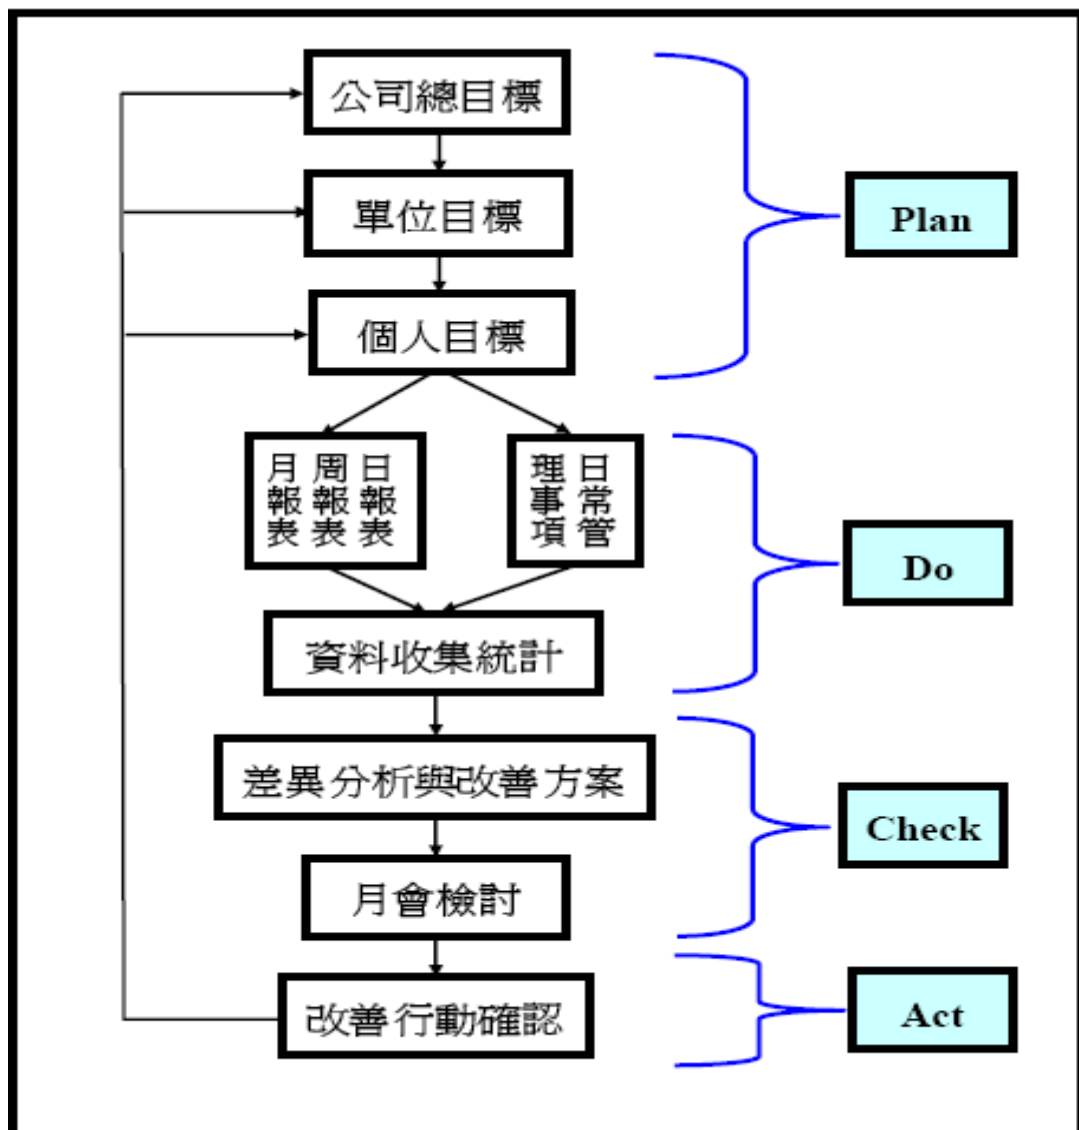 公司總目標
單位目標
Plan
個人目標
日報表
周報表
月報表
日常管
理事項
Do
資料收集統計
差異分析與改善方案
Check
月會檢討
改善行動確認
Act